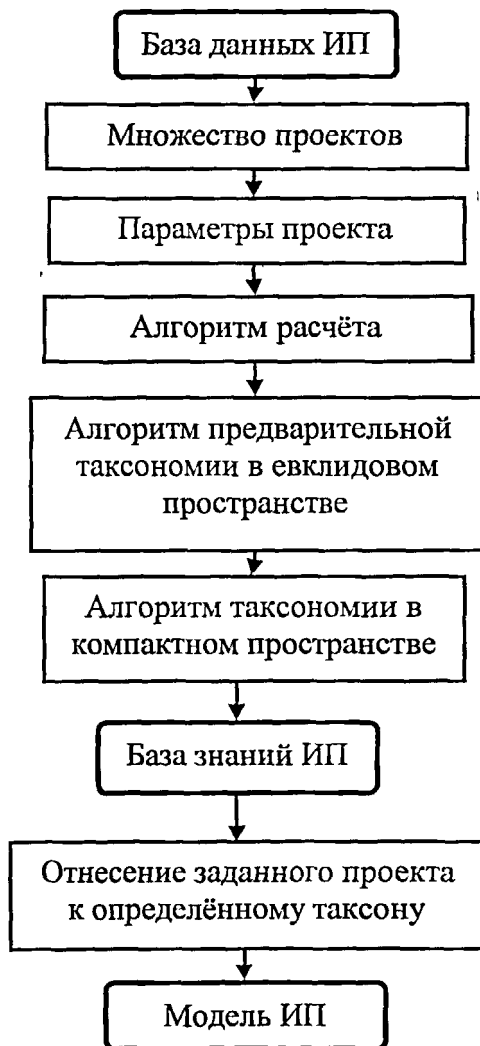 База данных ИП
Множество проектов
Параметры проекта
Алгоритм расчёта
Алгоритм предварительной
таксономии в евклидовом
пространстве
Алгоритм таксономии в
компактном пространстве
База знаний ИП
Отнесение заданного проекта
к определённому таксону
Модель ИП